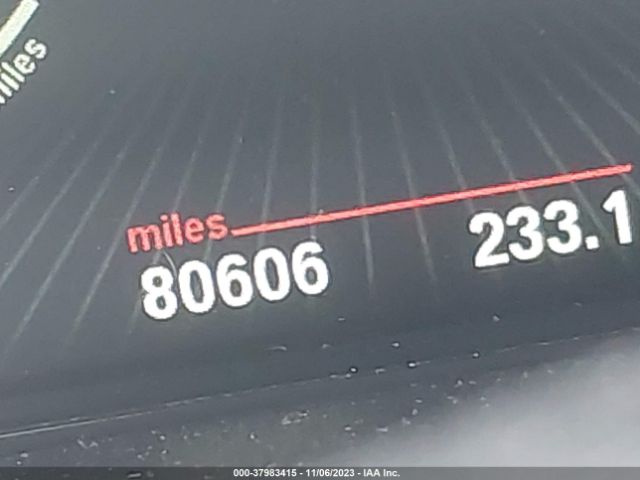 miles
miles
80606 233.1
000-37983415 - 11/06/2023 - IAA Inc.